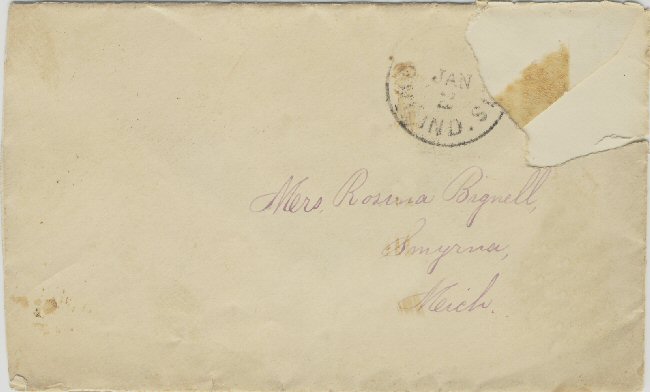 JAN
2
IND. S
Mrs. Rosina Bignell,
Smyrna,
Mich.